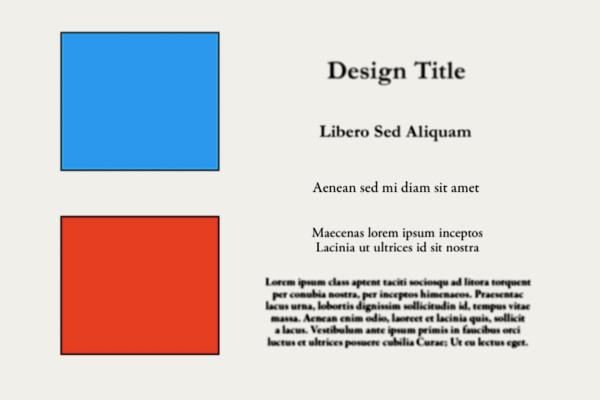 Design Title
Libero Sed Aliquam
Aenean sed mi diam sit amet
Maecenas lorem ipsum inceptos
Lacinia ut ultrices id sit nostra
Lorem ipsum class aptent taciti sociosqu ad litora torquent
per conubia nostra, per inceptos himenaeos. Praesentac
lacus urna, lobortis dignissim sollicitudin id, tempus vitae
massa. Aenean enim odio, laoreet et lacinia quis, sollicit
a lacus. Vestibulum ante ipsum primis in faucibus orci
luctus et ultrices posuere cubilia Curae; Ut eu lectus eget.